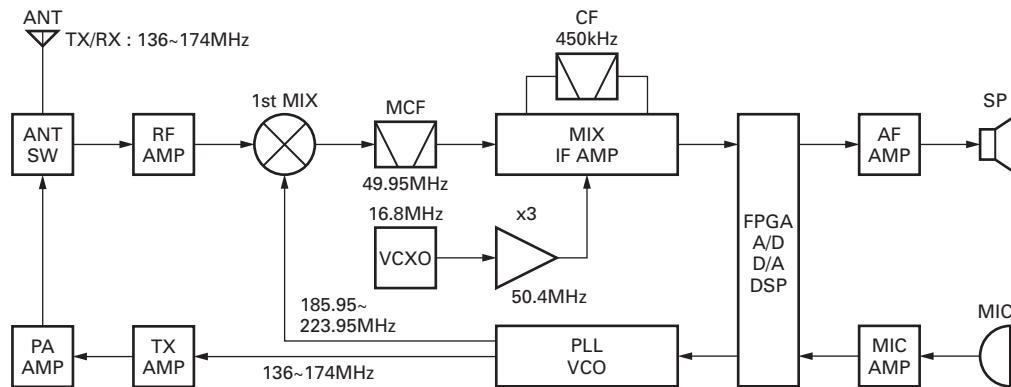 ANT
TX/RX : 136~174MHz
CF
450kHz
1st MIX
MCF
SP
ANT
SW
RF
AMP
MIX
IF AMP
AF
AMP
49.95MHz
16.8MHz
x3
VCXO
50.4MHz
FPGA
A/D
D/A
DSP
185.95~
223.95MHz
MIC
PA
AMP
TX
AMP
136~174MHz
PLL
VCO
MIC
AMP